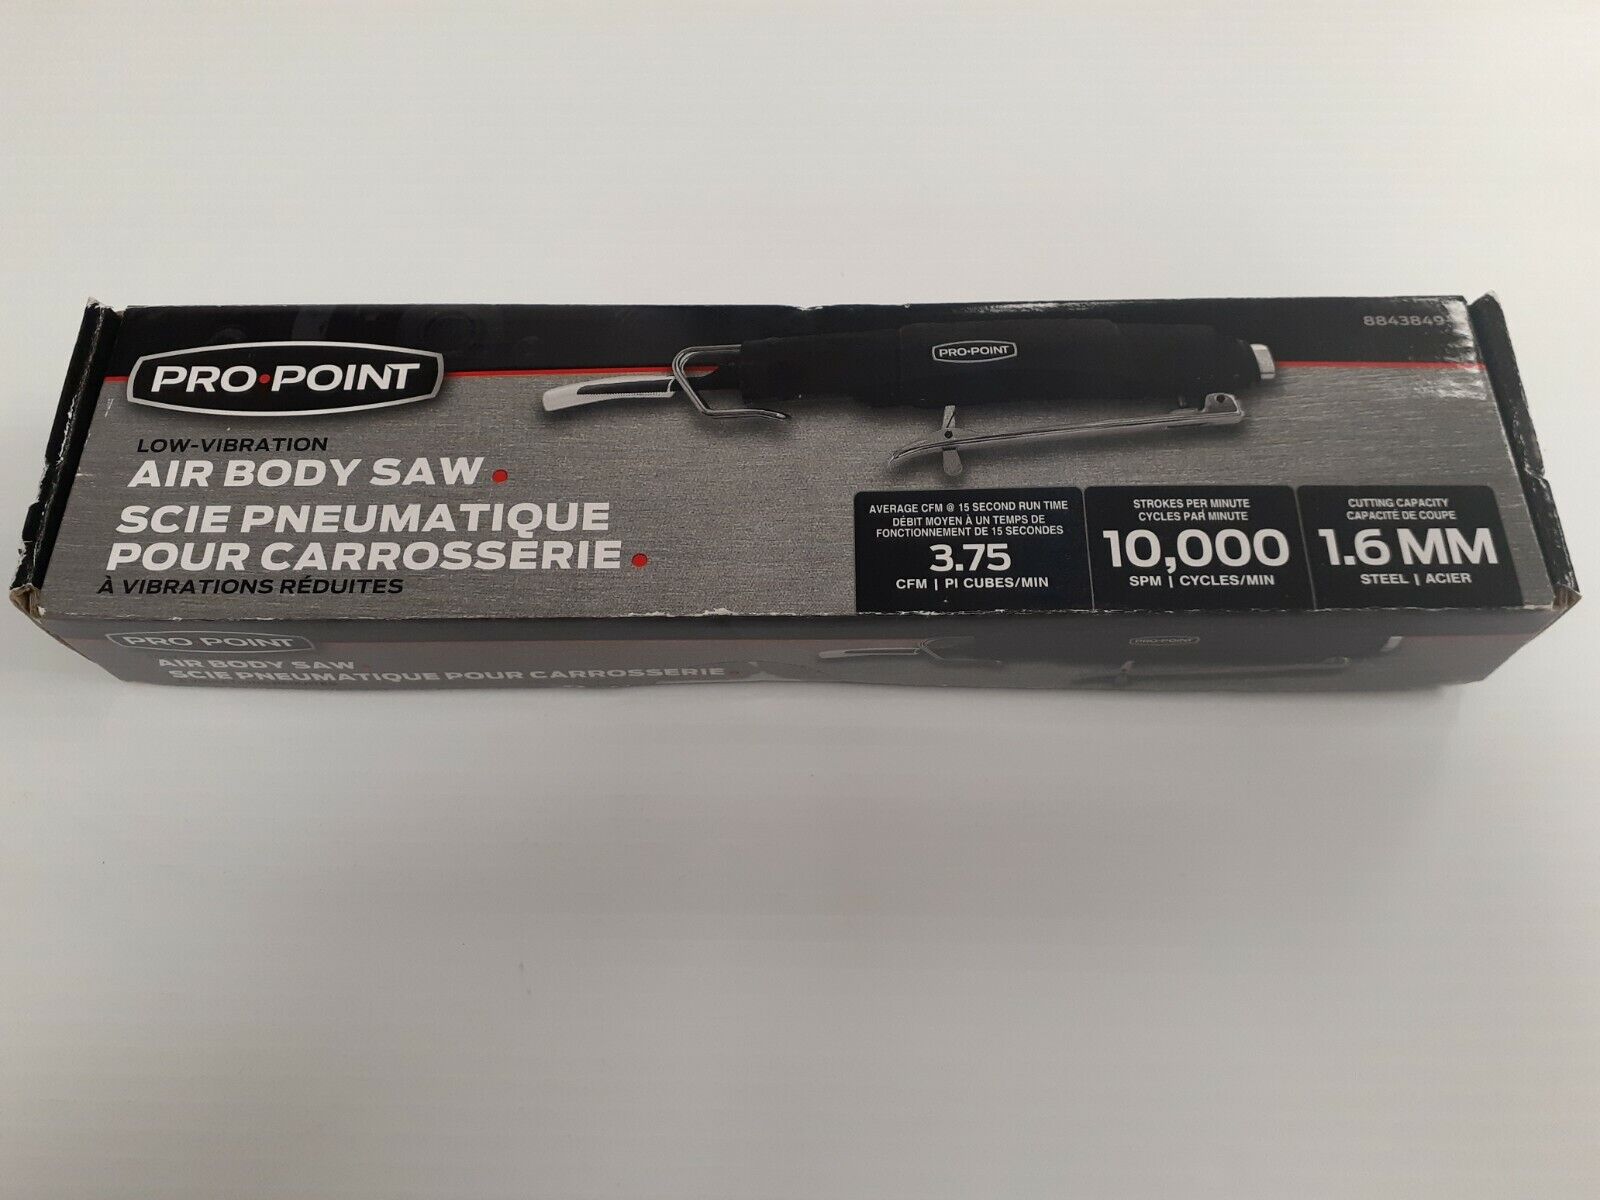 PRO•POINT
LOW-VIBRATION
AIR BODY SAW
SCIE PNEUMATIQUE
POUR CARROSSERIE
À VIBRATIONS RÉDUITES
PRO•POINT
AVERAGE CFM @ 15 SECOND RUN TIME
DÉBIT MOYEN À UN TEMPS DE
FONCTIONNEMENT DE 15 SECONDES
3.75
CFM | PI CUBES/MIN
STROKES PER MINUTE
CYCLES PAR MINUTE
10,000
SPM | CYCLES/MIN
CUTTING CAPACITY
CAPACITÉ DE COUPE
1.6 MM
STEEL | ACIER
PRO•POINT
AIR BODY SAW
SCIE PNEUMATIQUE POUR CARROSSERIE
PRO•POINT